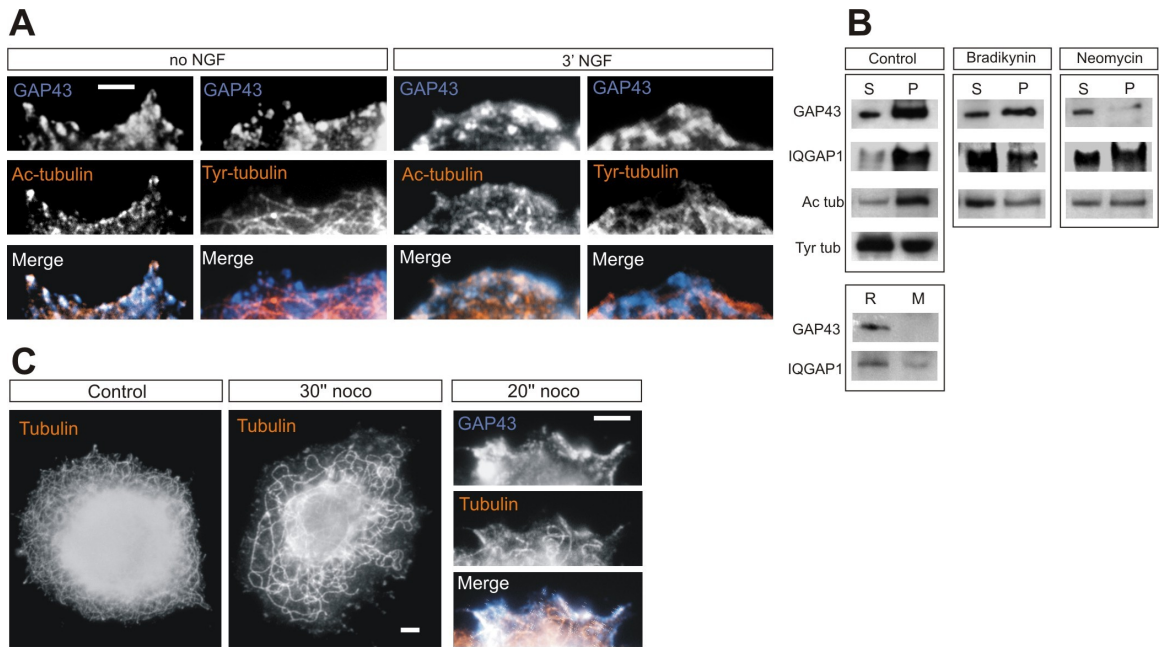 A
no NGF
3' NGF
GAP43
GAP43
GAP43
GAP43
Ac-tubulin
Tyr-tubulin
Ac-tubulin
Tyr-tubulin
Merge
Merge
Merge
Merge
B
Control
Bradikynin
Neomycin
S P
S P
S P
GAP43
IQGAP1
Ac tub
Tyr tub
R M
GAP43
IQGAP1
C
Control
30" noco
20" noco
Tubulin
Tubulin
GAP43
Tubulin
Merge